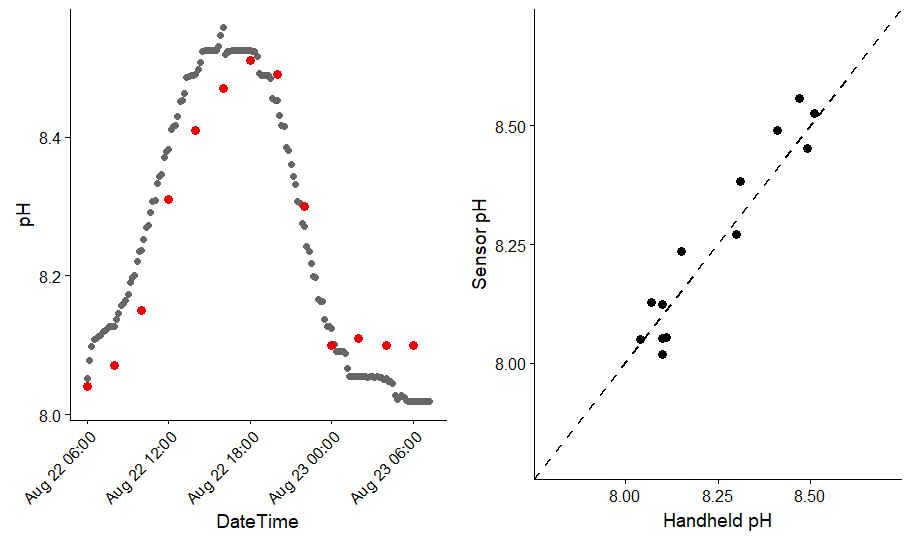 pH
8.4
8.2
8.0
Aug 22 06:00
Aug 22 12:00
Aug 22 18:00
Aug 23 00:00
Aug 23 06:00
DateTime
Sensor pH
8.50
8.25
8.00
8.00 8.25 8.50
Handheld pH